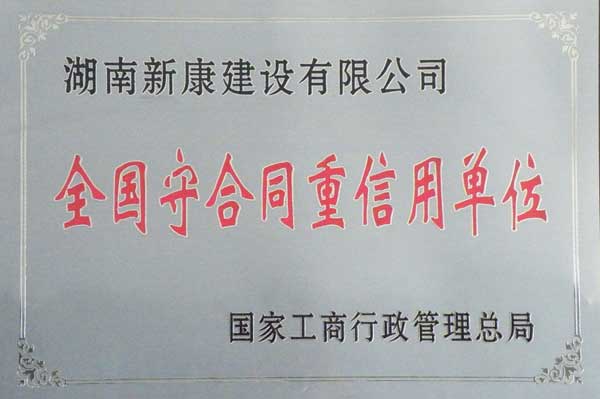 湖南新康建设有限公司
全国守合同重信用单位
国家工商行政管理总局